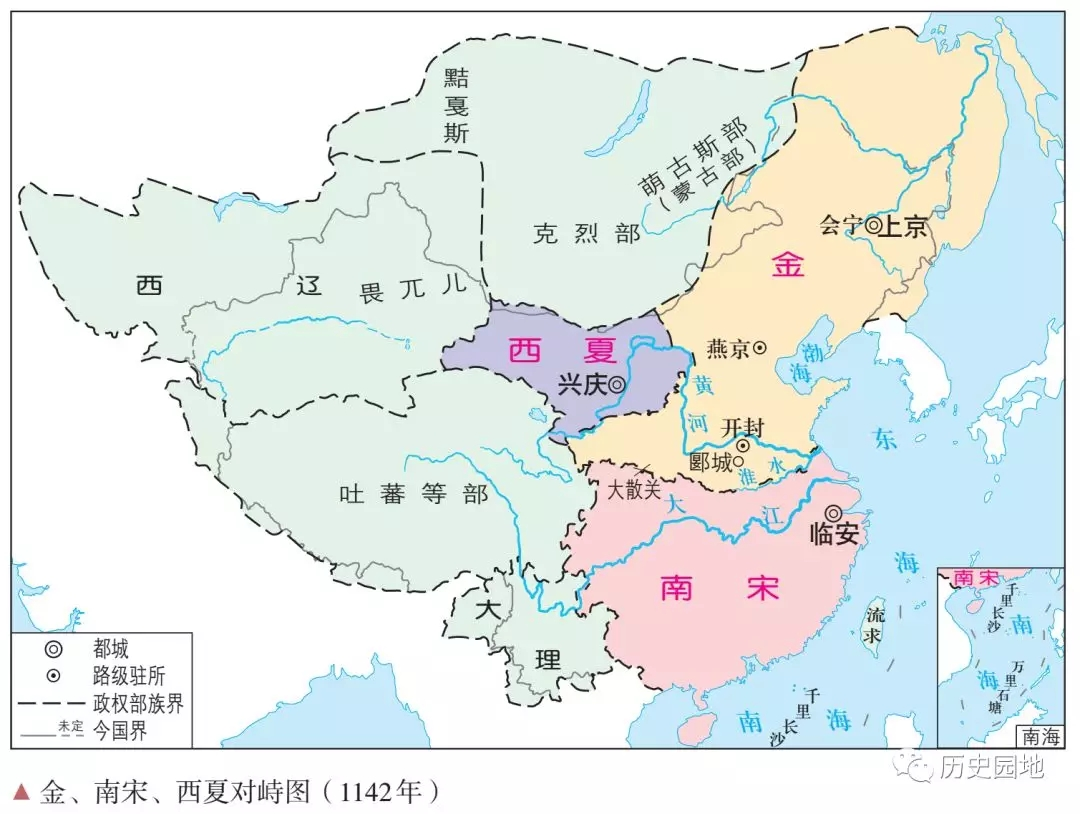 黠戛斯
萌古斯部
（蒙古部）
克烈部
会宁
上京
金
西辽
畏兀儿
西夏
兴庆
燕京
渤海
黄河
开封
郾城
淮水
东海
大散关
吐蕃等部
大江
临安
南宋
大理
流求
南海
千里长沙
都城
路级驻所
政权部族界
未定
今国界
南宋
千里长沙
南海
万里石塘
南海
历史园地
▲ 金、南宋、西夏对峙图（1142年）